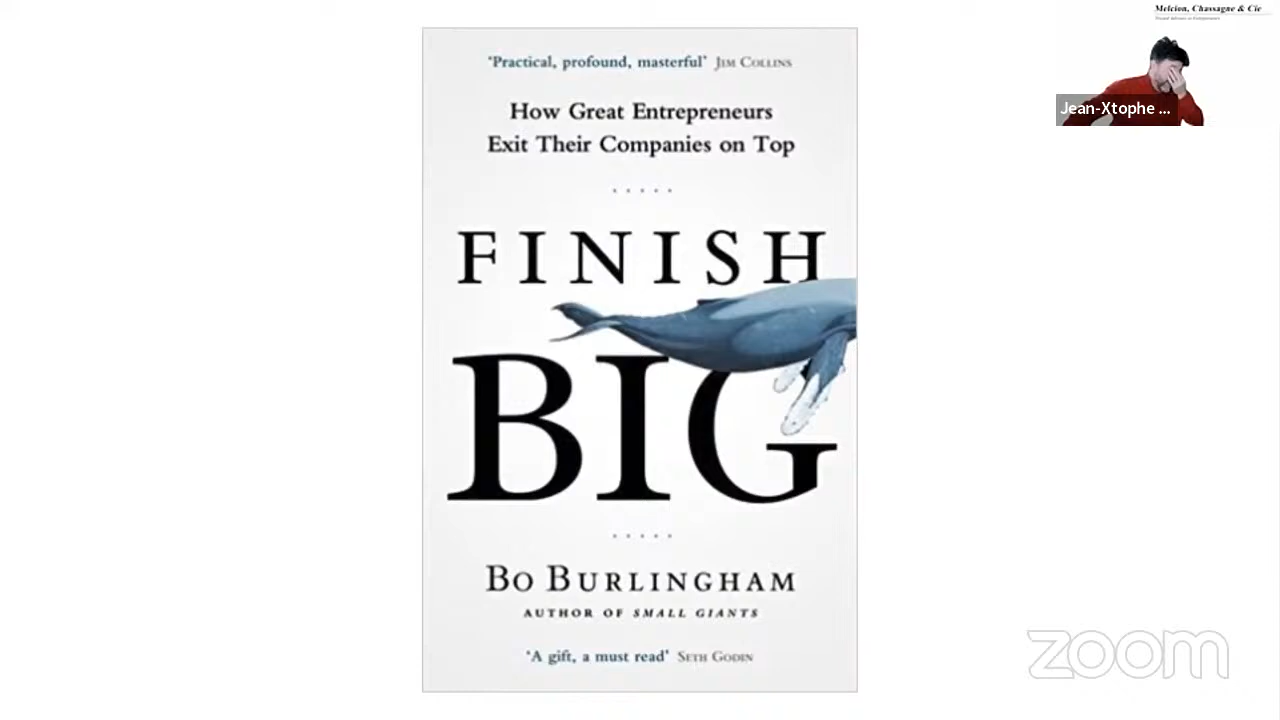 Melcion, Chassagne & Cie
'Practical, profound, masterful' JIM COLLINS
How Great Entrepreneurs
Exit Their Companies on Top
Jean-Xtophe ...
FINISH
BIG
BO BURLINGHAM
AUTHOR OF SMALL GIANTS
'A gift, a must read' SETH GODIN
zoom